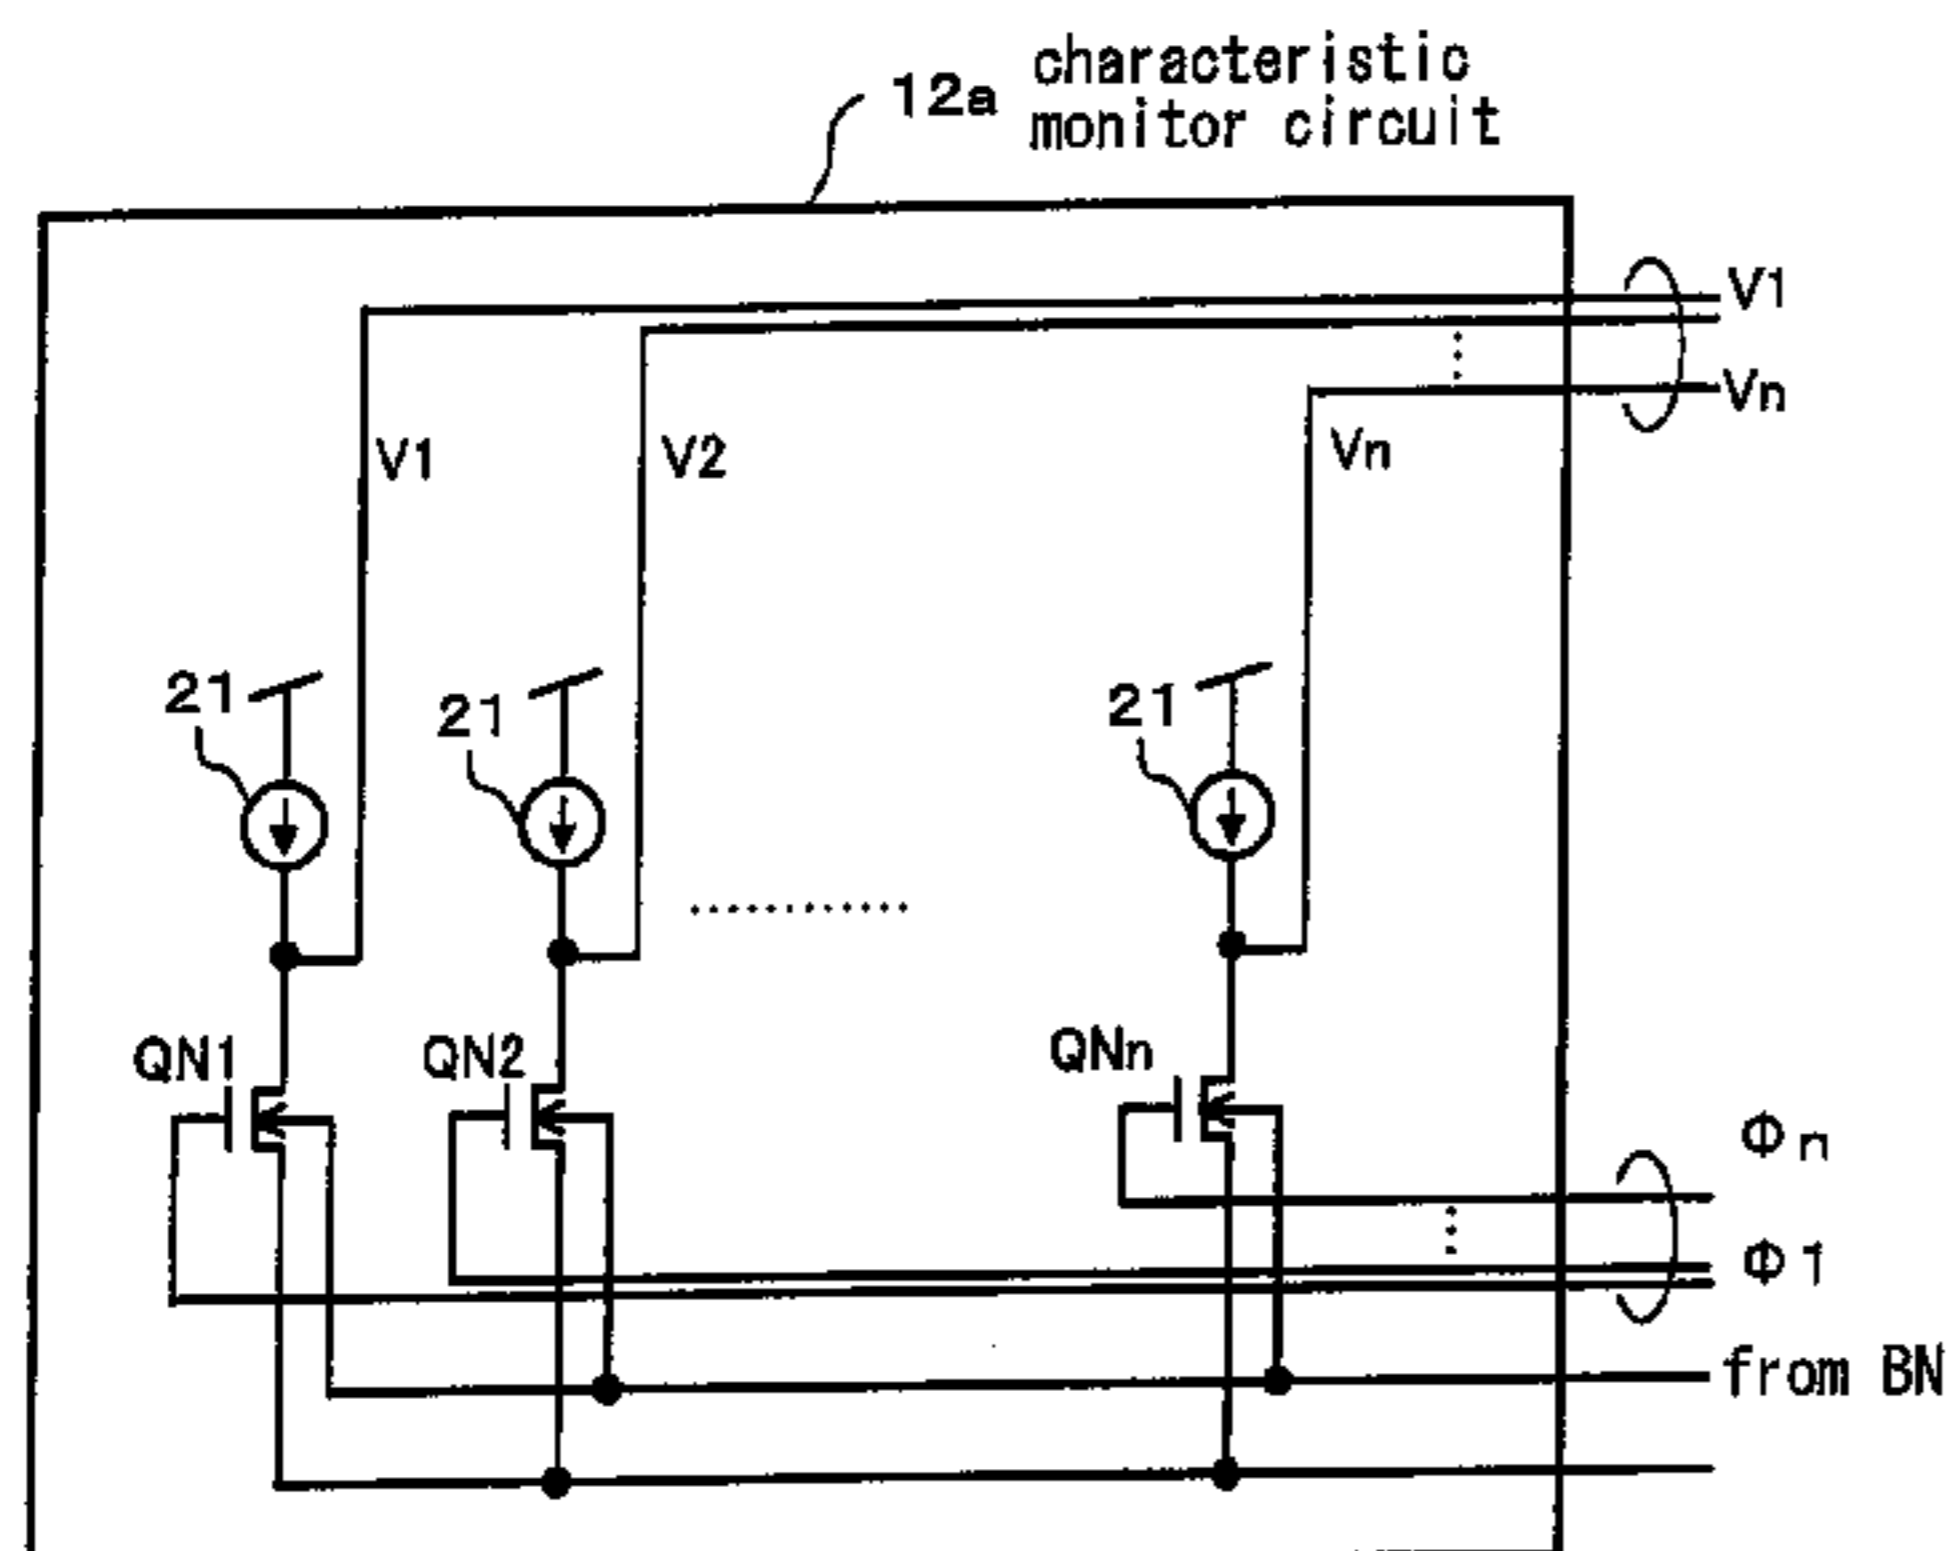 characteristic
12a monitor circuit
V1
Vn
V1
V2
Vn
21
21
21
QN1
QN2
QNn
Φn
Φ1
from BN